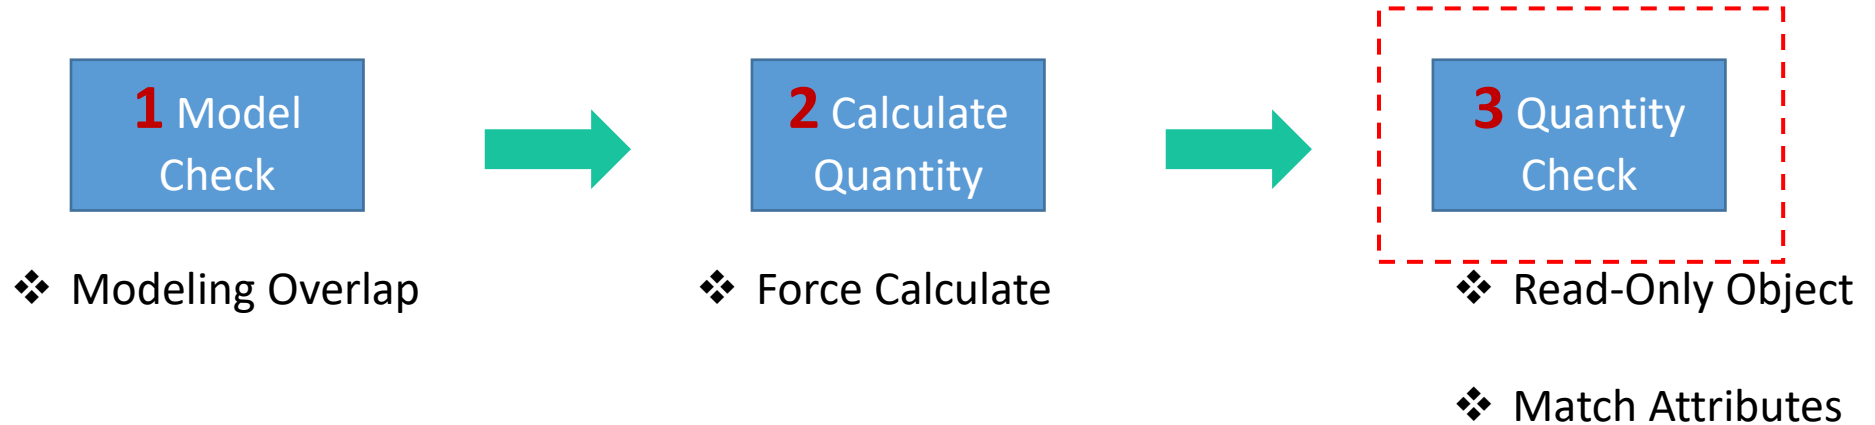 1 Model
Check
2 Calculate
Quantity
3 Quantity
Check
❖ Modeling Overlap
❖ Force Calculate
❖ Read-Only Object
❖ Match Attributes